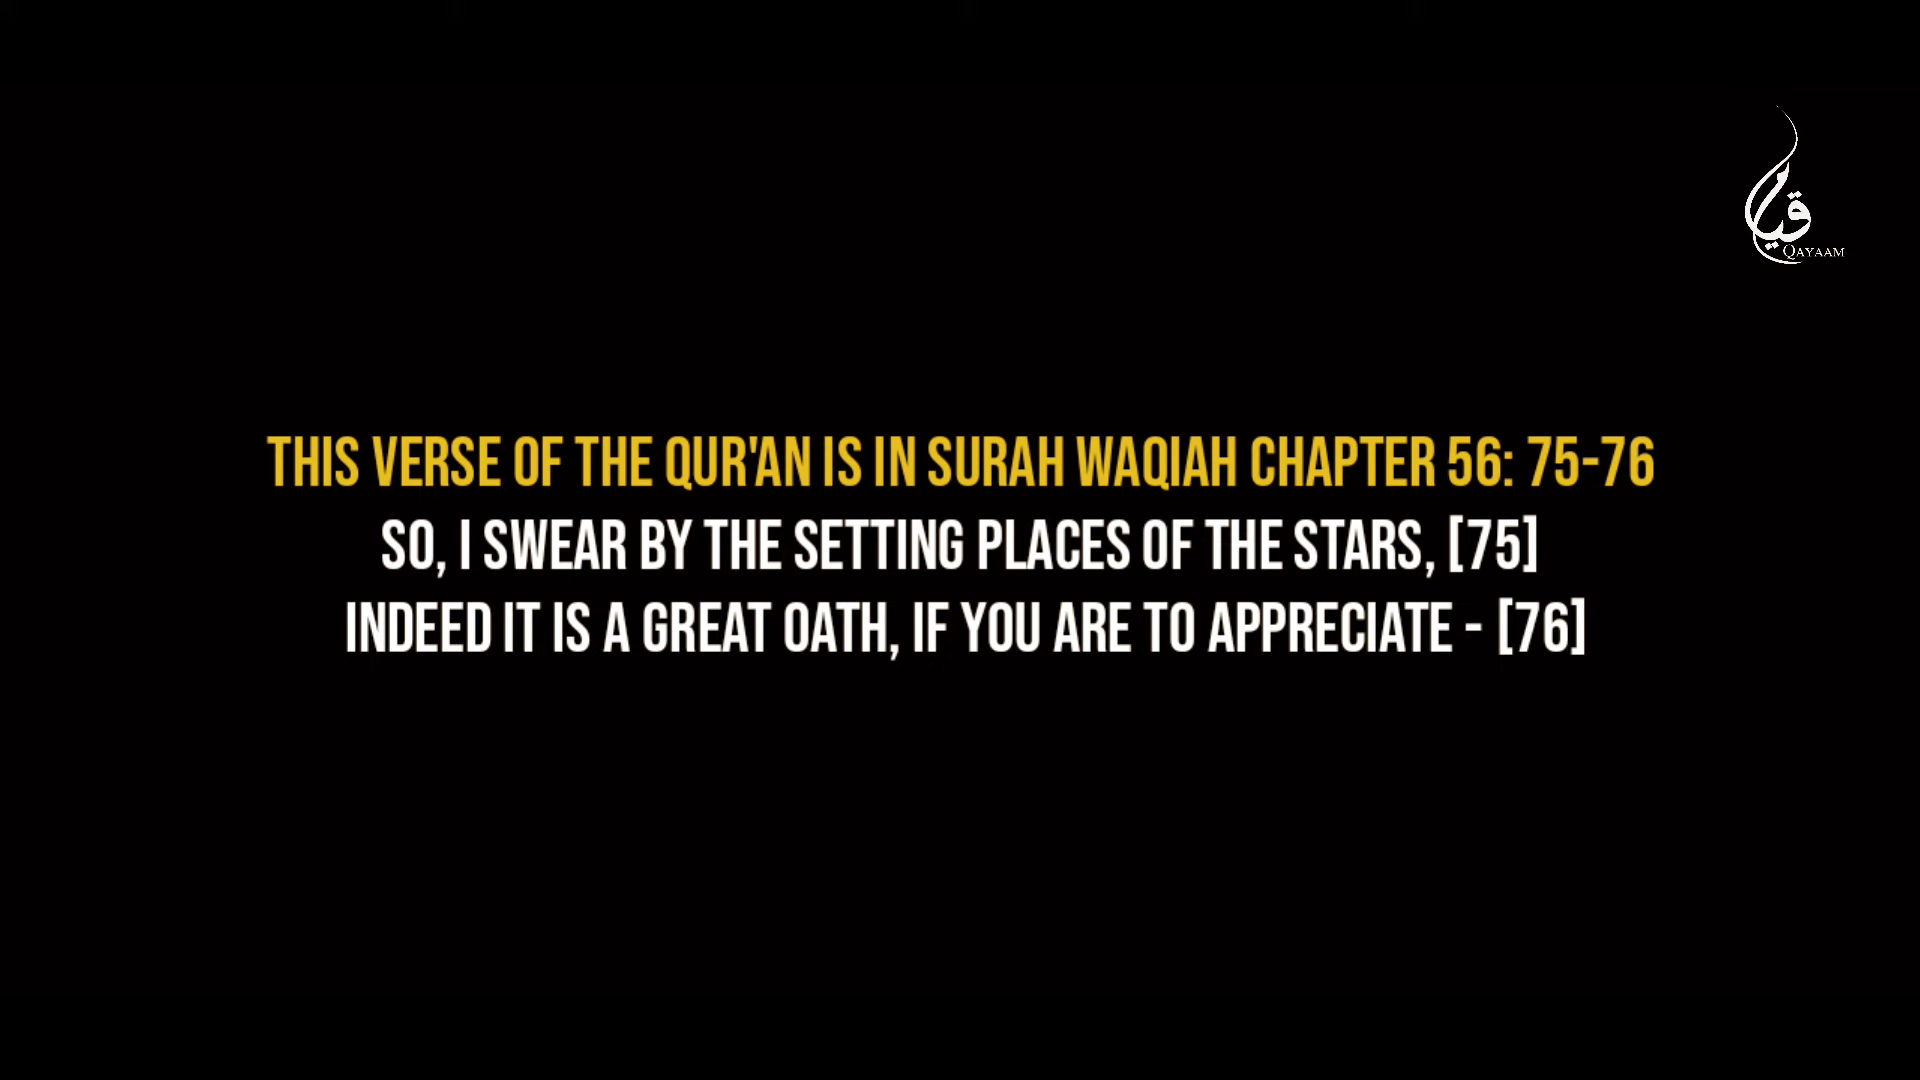 قیام
QAYAAM
THIS VERSE OF THE QUR'AN IS IN SURAH WAQIAH CHAPTER 56: 75-76
SO, I SWEAR BY THE SETTING PLACES OF THE STARS, [75]
INDEED IT IS A GREAT OATH, IF YOU ARE TO APPRECIATE - [76]